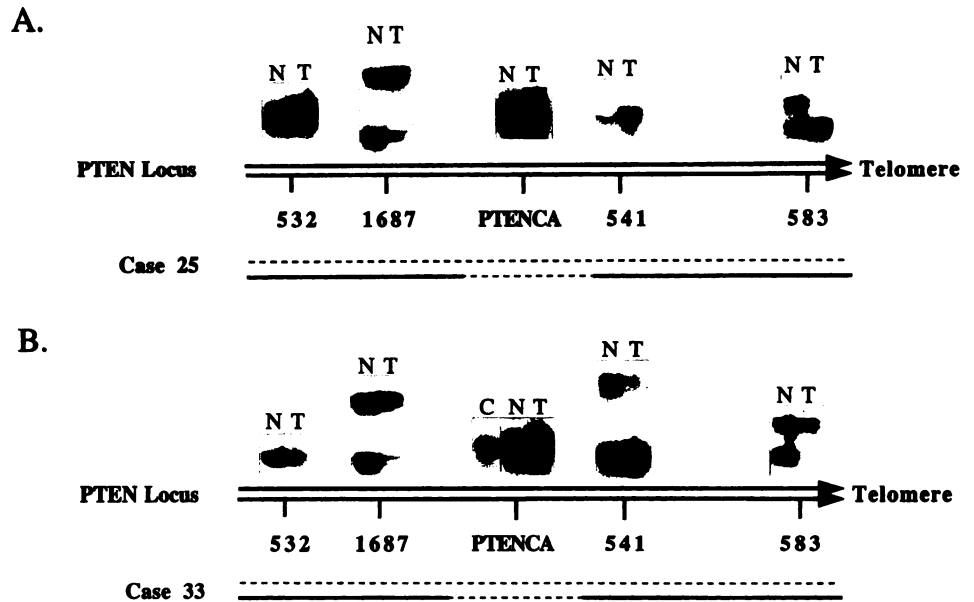 A.
N T
N T
N T
N T
N T
PTEN Locus
Telomere
532
1687
PTENCA
541
583
Case 25
B.
N T
N T
N T
C N T
N T
PTEN Locus
Telomere
532
1687
PTENCA
541
583
Case 33